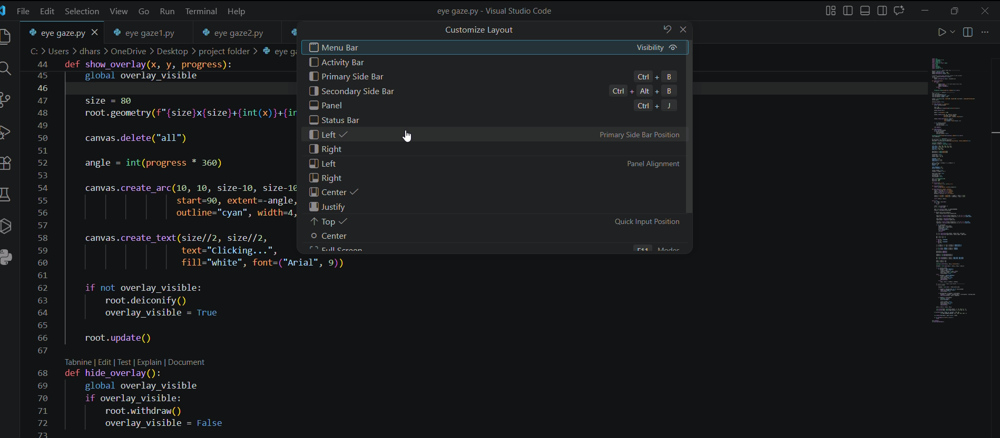 File Edit Selection View Go Run Terminal Help
eye gaze.py - Visual Studio Code
eye gaze.py
eye gaze1.py
eye gaze2.py
C: > Users > dhars > OneDrive > Desktop > project folder > eye ga
Customize Layout
Menu Bar Visibility
Activity Bar
Primary Side Bar Ctrl + B
Secondary Side Bar Ctrl + Alt + B
Panel Ctrl + J
Status Bar
Left Primary Side Bar Position
Right
Left Panel Alignment
Right
Center
Justify
Top Quick Input Position
Center
Full Screen F11 Modes
44 def show_overlay(x, y, progress):
45 global overlay_visible
46
47 size = 80
48 root.geometry(f"{size}x{size}+{int(x)}+{in
49
50 canvas.delete("all")
51
52 angle = int(progress * 360)
53
54 canvas.create_arc(10, 10, size-10, size-10
55 start=90, extent=-angle,
56 outline="cyan", width=4,
57
58 canvas.create_text(size//2, size//2,
59 text="Clicking...",
60 fill="white", font=("Arial", 9))
61
62 if not overlay_visible:
63 root.deiconify()
64 overlay_visible = True
65
66 root.update()
67
Tabnine | Edit | Test | Explain | Document
68 def hide_overlay():
69 global overlay_visible
70 if overlay_visible:
71 root.withdraw()
72 overlay_visible = False
73